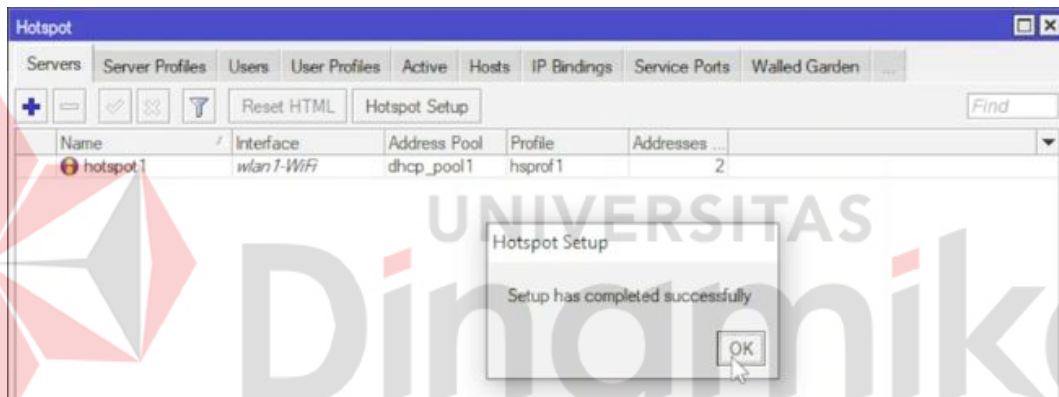 Hotspot
Servers Server Profiles Users User Profiles Active Hosts IP Bindings Service Ports Walled Garden ...
Reset HTML Hotspot Setup Find
Name Interface Address Pool Profile Addresses ...
hotspot1 wlan1-WiFi dhcp_pool1 hsprof1 2
UNIVERSITAS
Dinamika
Hotspot Setup
Setup has completed successfully
OK